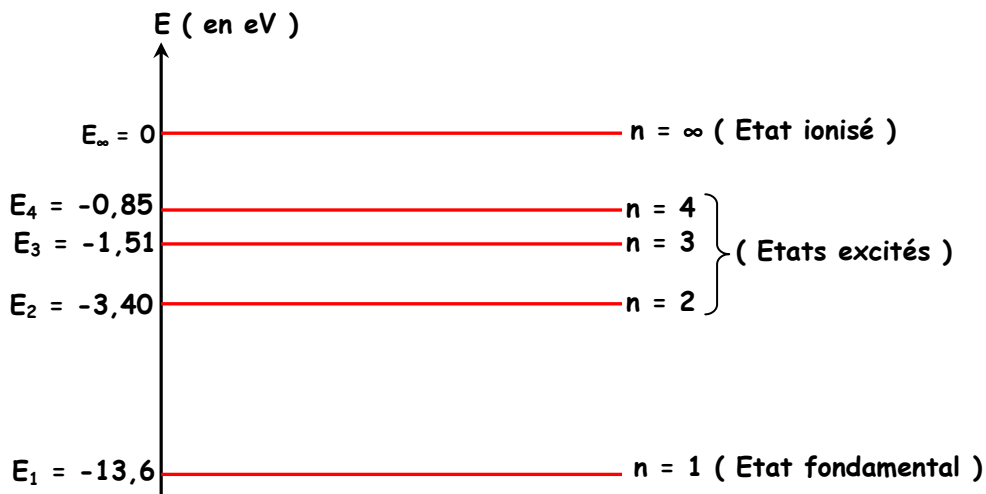 E ( en eV )
E∞ = 0 n = ∞ ( Etat ionisé )
E₄ = -0,85 n = 4
E₃ = -1,51 n = 3 ( Etats excités )
E₂ = -3,40 n = 2
E₁ = -13,6 n = 1 ( Etat fondamental )